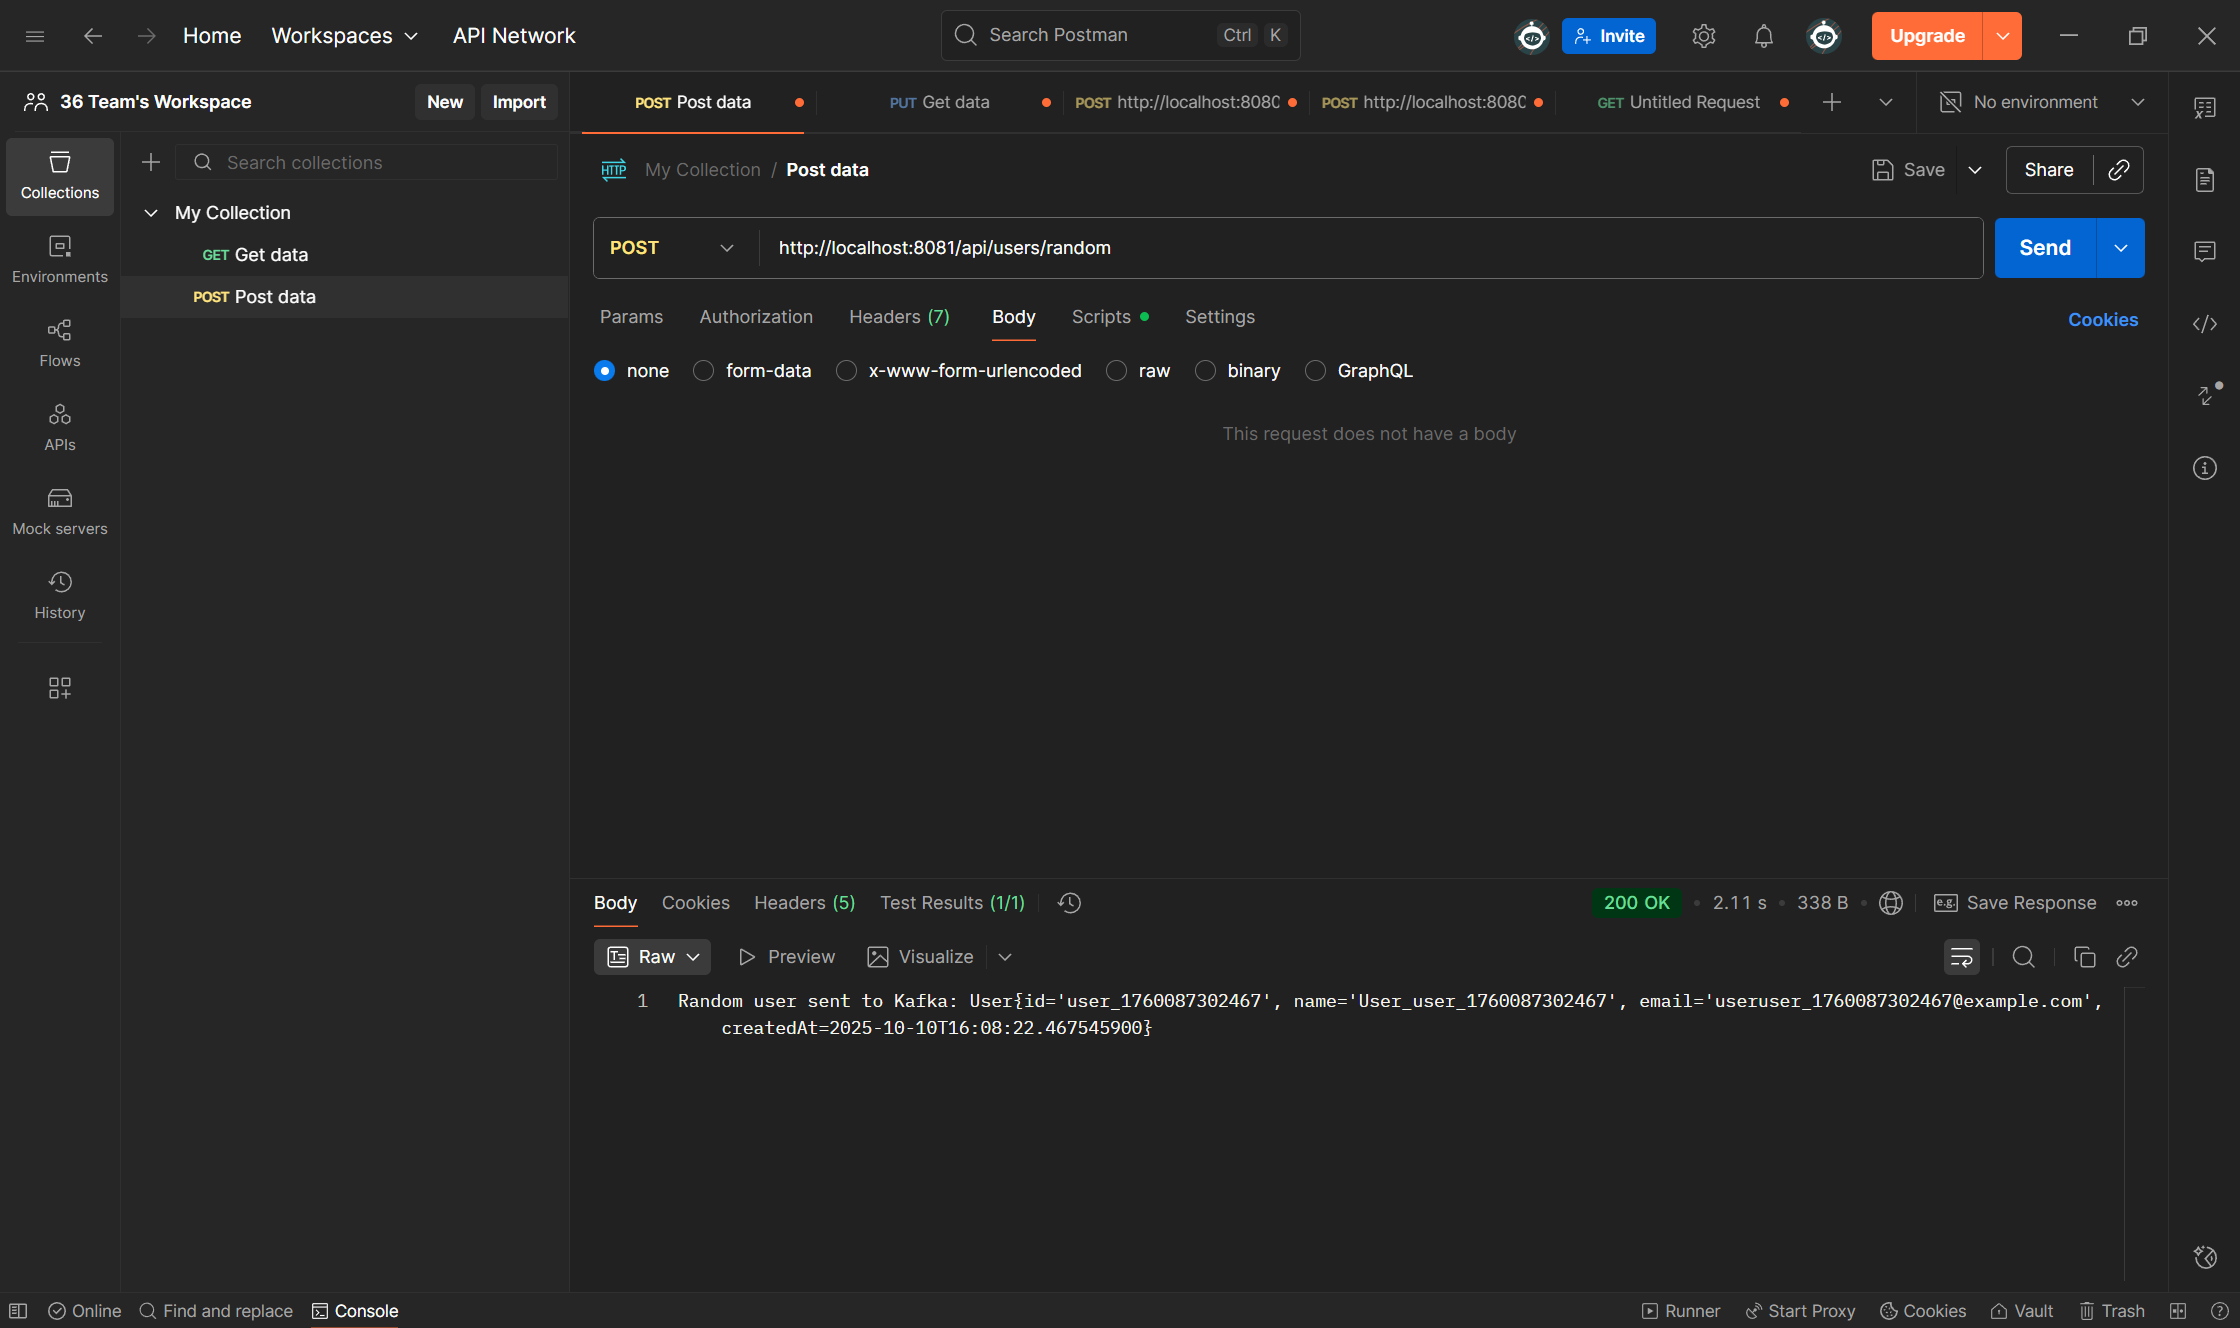 Home Workspaces API Network Search Postman Ctrl K Invite Upgrade
36 Team's Workspace New Import
POST Post data PUT Get data POST http://localhost:808 POST http://localhost:808 GET Untitled Request No environment
Collections
Environments
Flows
APIs
Mock servers
History
Search collections
My Collection
GET Get data
POST Post data
HTTP My Collection / Post data Save Share
POST http://localhost:8081/api/users/random Send
Params Authorization Headers (7) Body Scripts Settings Cookies
none form-data x-www-form-urlencoded raw binary GraphQL
This request does not have a body
Body Cookies Headers (5) Test Results (1/1) 200 OK 2.11 s 338 B e.g. Save Response
Raw Preview Visualize
1 Random user sent to Kafka: User{id='user_1760087302467', name='User_user_1760087302467', email='useruser_1760087302467@example.com',
createdAt=2025-10-10T16:08:22.467545900}
Online Find and replace Console Runner Start Proxy Cookies Vault Trash